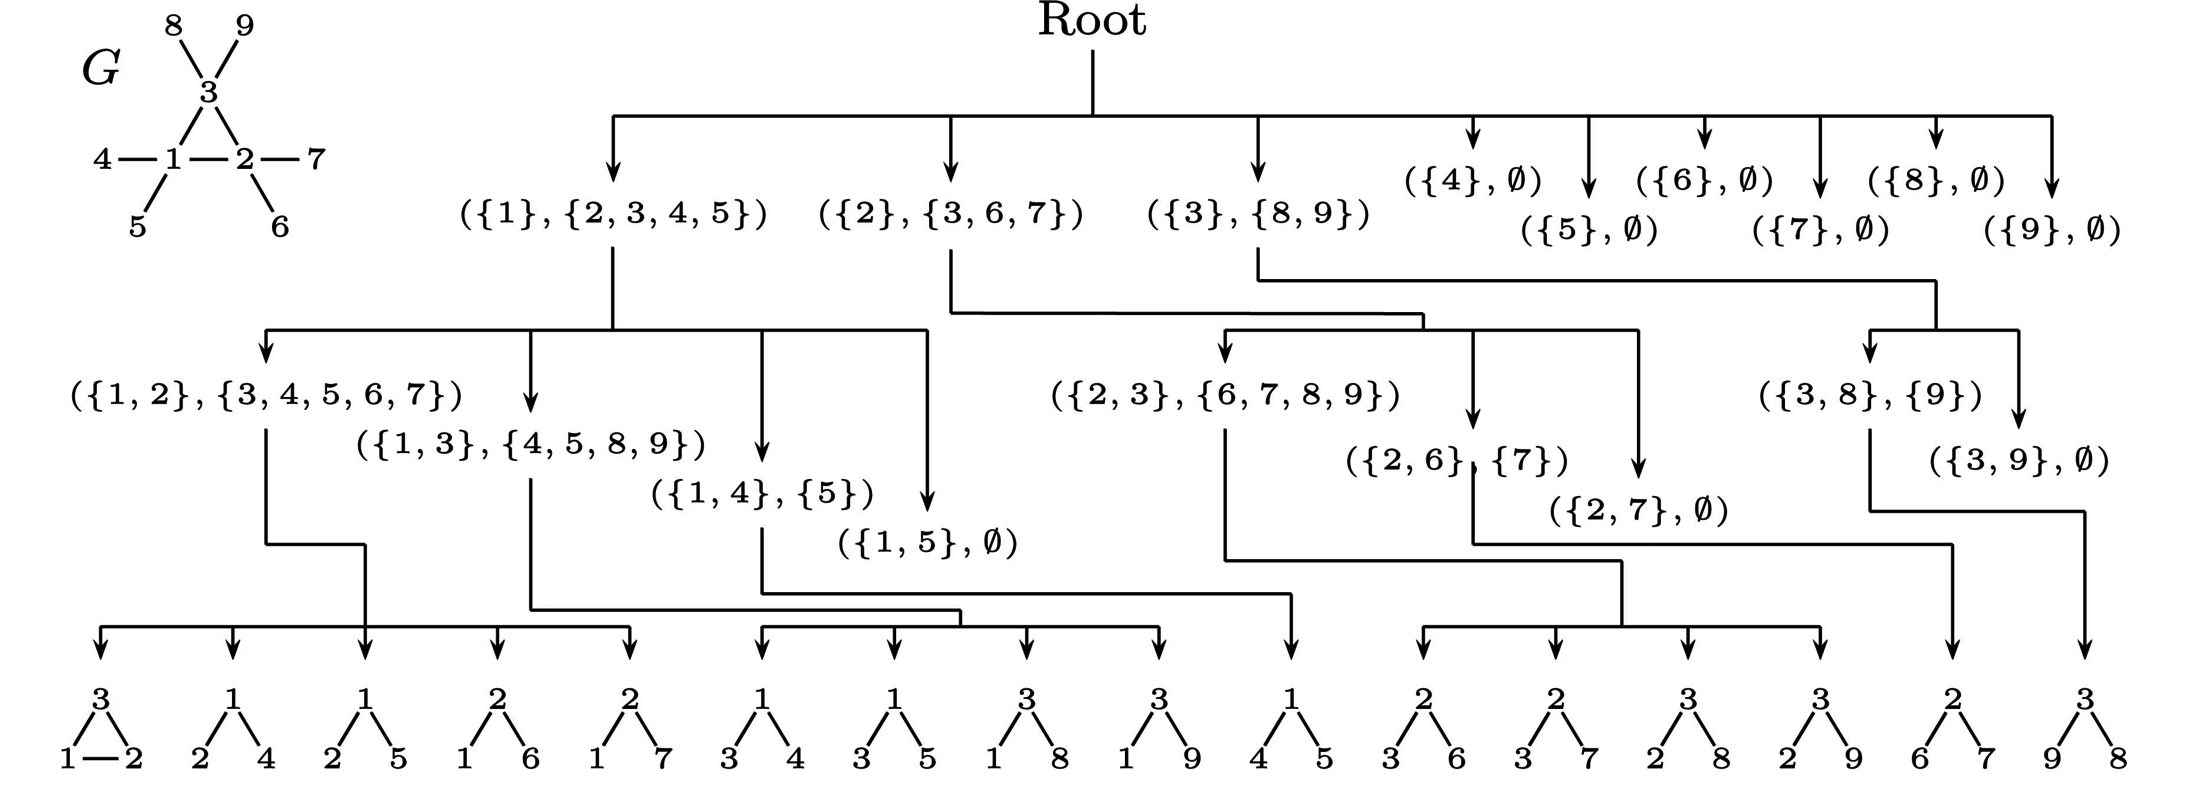 Root
8 9
G
3
4 1 2 7
5 6
({1}, {2, 3, 4, 5}) ({2}, {3, 6, 7}) ({3}, {8, 9}) ({4}, ∅) ({6}, ∅) ({8}, ∅)
({5}, ∅) ({7}, ∅) ({9}, ∅)
({1, 2}, {3, 4, 5, 6, 7}) ({2, 3}, {6, 7, 8, 9}) ({3, 8}, {9})
({1, 3}, {4, 5, 8, 9}) ({2, 6}, {7}) ({3, 9}, ∅)
({1, 4}, {5}) ({2, 7}, ∅)
({1, 5}, ∅)
3 1 1 2 2 1 1 3 3 1 2 2 3 3 2 3
1 2 2 4 2 5 1 6 1 7 3 4 3 5 1 8 1 9 4 5 3 6 3 7 2 8 2 9 6 7 9 8